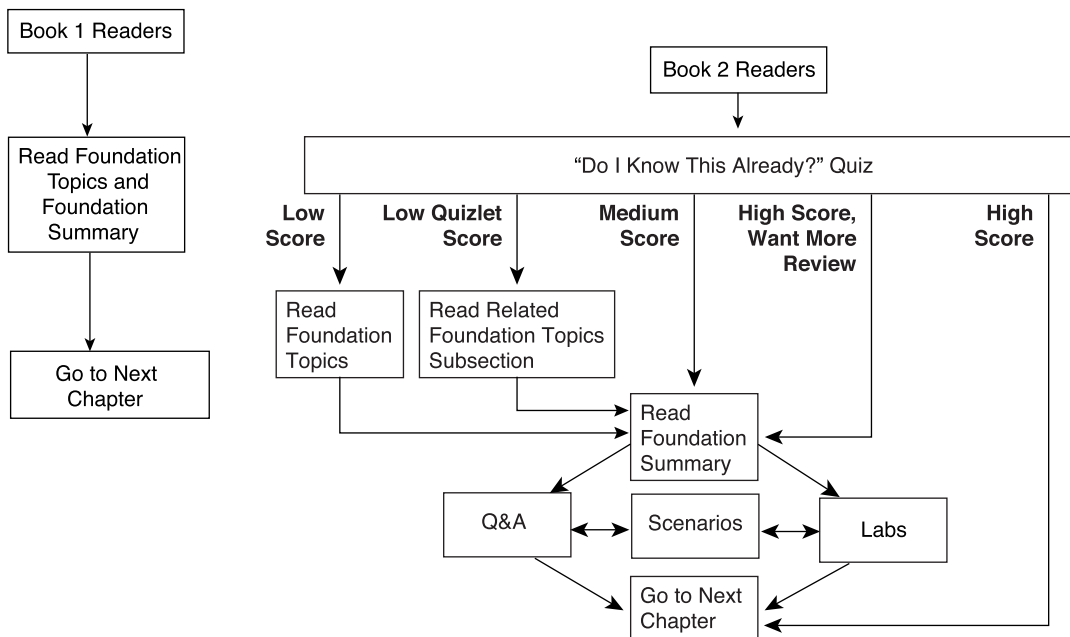 Book 1 Readers
Read Foundation
Topics and
Foundation
Summary
Go to Next
Chapter
Book 2 Readers
“Do I Know This Already?” Quiz
Low
Score
Low Quizlet
Score
Medium
Score
High Score,
Want More
Review
High
Score
Read
Foundation
Topics
Read Related
Foundation Topics
Subsection
Read
Foundation
Summary
Q&A
Scenarios
Labs
Go to Next
Chapter